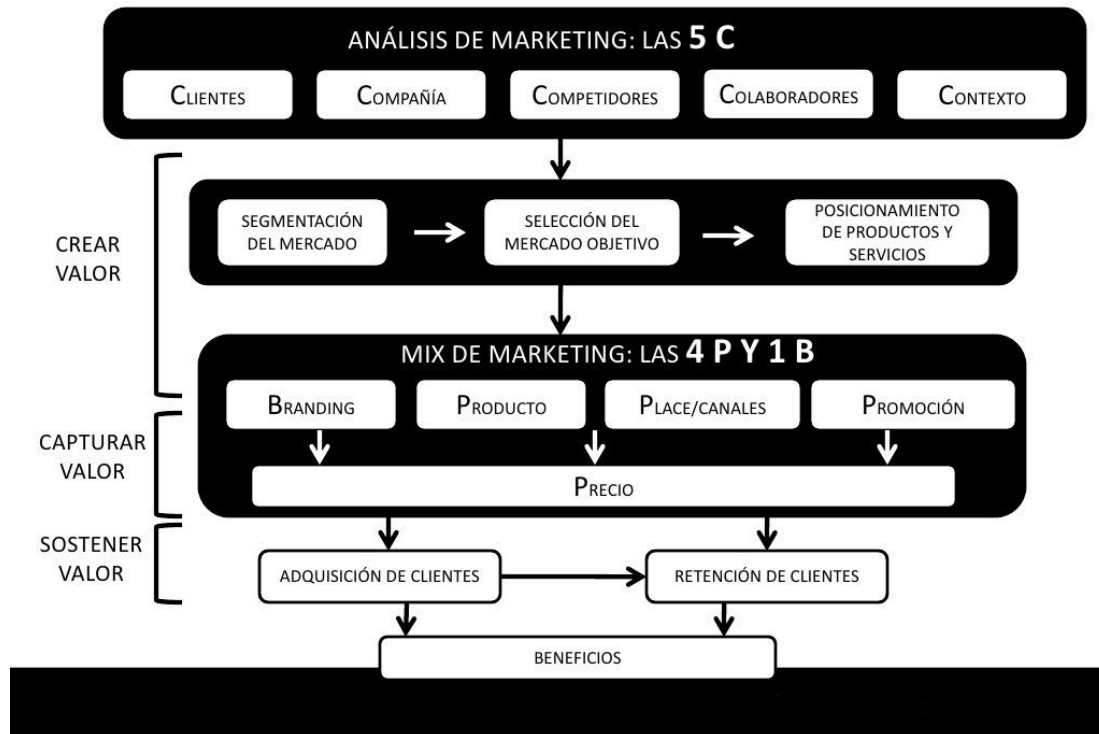 ANÁLISIS DE MARKETING: LAS 5 C
CLIENTES
COMPAÑÍA
COMPETIDORES
COLABORADORES
CONTEXTO
CREAR
VALOR
SEGMENTACIÓN
DEL MERCADO
SELECCIÓN DEL
MERCADO OBJETIVO
POSICIONAMIENTO
DE PRODUCTOS Y
SERVICIOS
MIX DE MARKETING: LAS 4 P Y 1 B
BRANDING
PRODUCTO
PLACE/CANALES
PROMOCIÓN
CAPTURAR
VALOR
PRECIO
SOSTENER
VALOR
ADQUISICIÓN DE CLIENTES
RETENCIÓN DE CLIENTES
BENEFICIOS